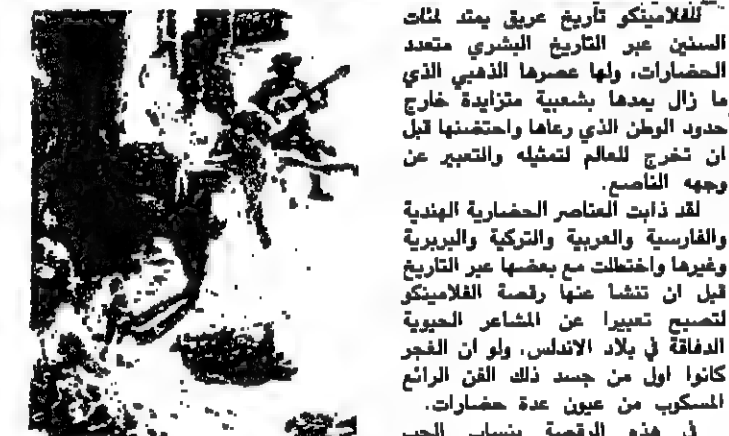 للفلامينكو تأريخ عريق يمتد لمئات
السنين عبر التاريخ البشري متعدد
الحضارات، ولها عصرها الذهبي الذي
ما زال يمدها بشعبية متزايدة خارج
حدود الوطن الذي رعاها واحتضنها قبل
ان تخرج للعالم لتمثيله والتعبير عن
وجهه الناصع.
لقد ذابت العناصر الحضارية الهندية
والفارسية والعربية والتركية والبربرية
وغيرها واختطلت مع بعضها عبر التاريخ
قبل ان تنشأ عنها رقصة الفلامينكو
لتصبح تعبيرا عن المشاعر الحيوية
الدفاقة في بلاد الاندلس. ولو ان الغجر
كانوا اول من جسد ذلك الفن الرائع
المسكوب من عيون عدة حضارات.
في هذه الرقصة ينساب الحب